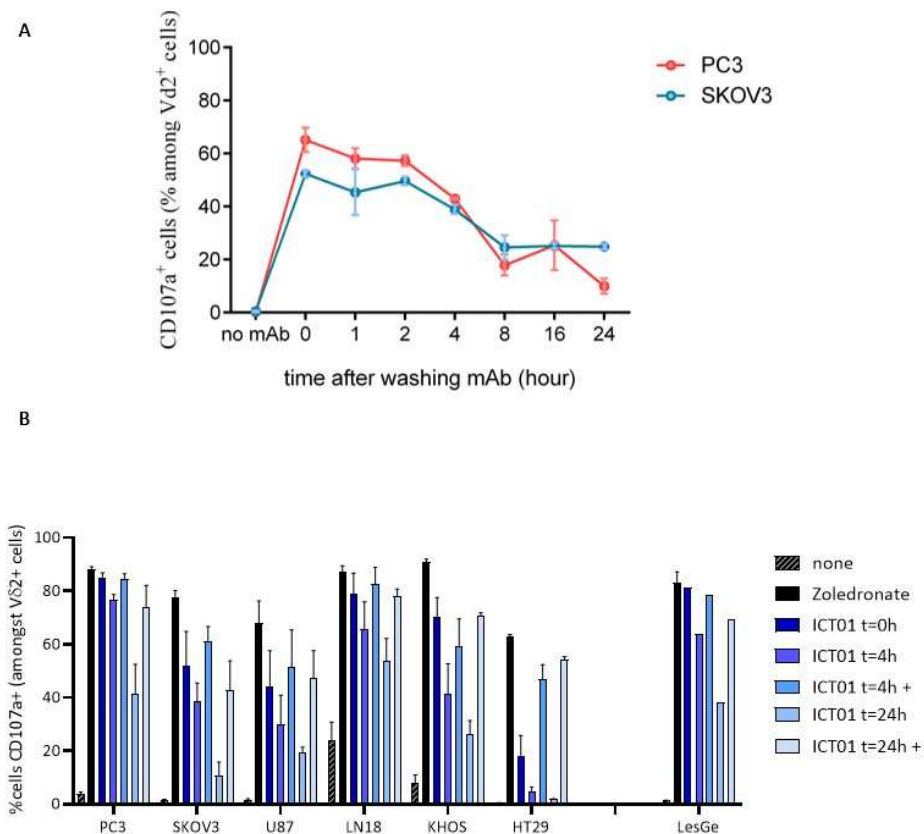 A
CD107a+ cells (% among Vd2+ cells)
100
80
60
40
20
0
no mAb 0 1 2 4 8 16 24
time after washing mAb (hour)
PC3
SKOV3
B
%cells CD107a+ (amongst Vδ2+ cells)
100
80
60
40
20
0
PC3 SKOV3 U87 LN18 KHOS HT29 LesGe
none
Zoledronate
ICT01 t=0h
ICT01 t=4h
ICT01 t=4h +
ICT01 t=24h
ICT01 t=24h +